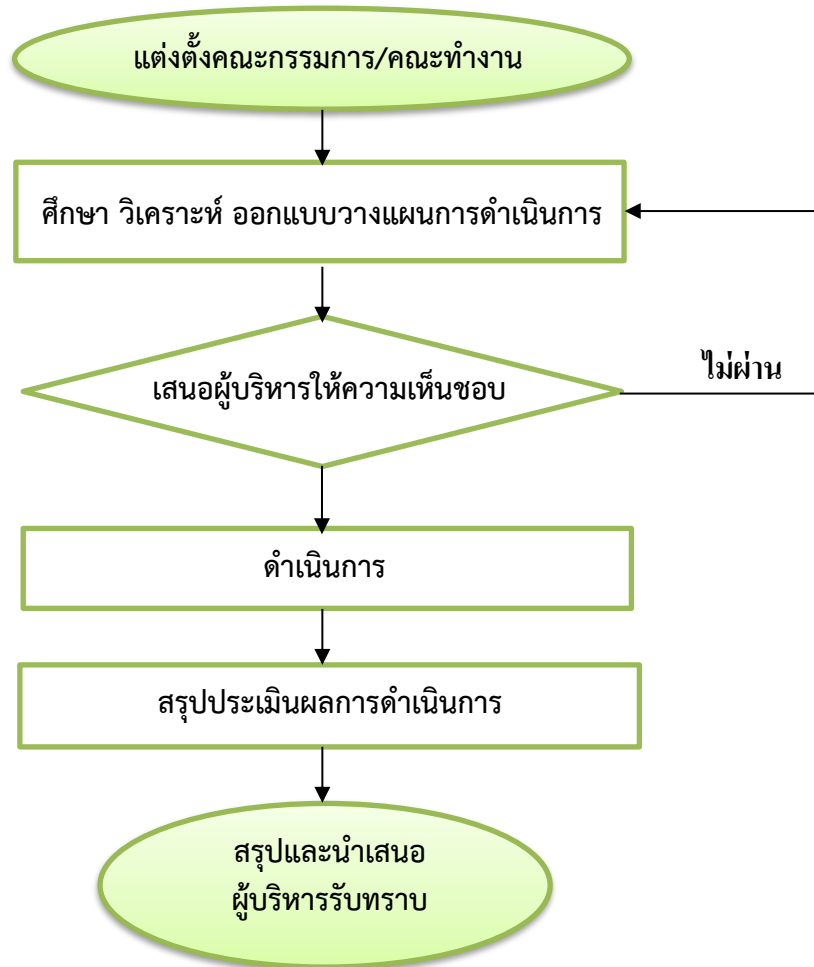 แต่งตั้งคณะกรรมการ/คณะทำงาน
ศึกษา วิเคราะห์ ออกแบบวางแผนการดำเนินการ
เสนอผู้บริหารให้ความเห็นชอบ
ไม่ผ่าน
ดำเนินการ
สรุปประเมินผลการดำเนินการ
สรุปและนำเสนอ
ผู้บริหารรับทราบ